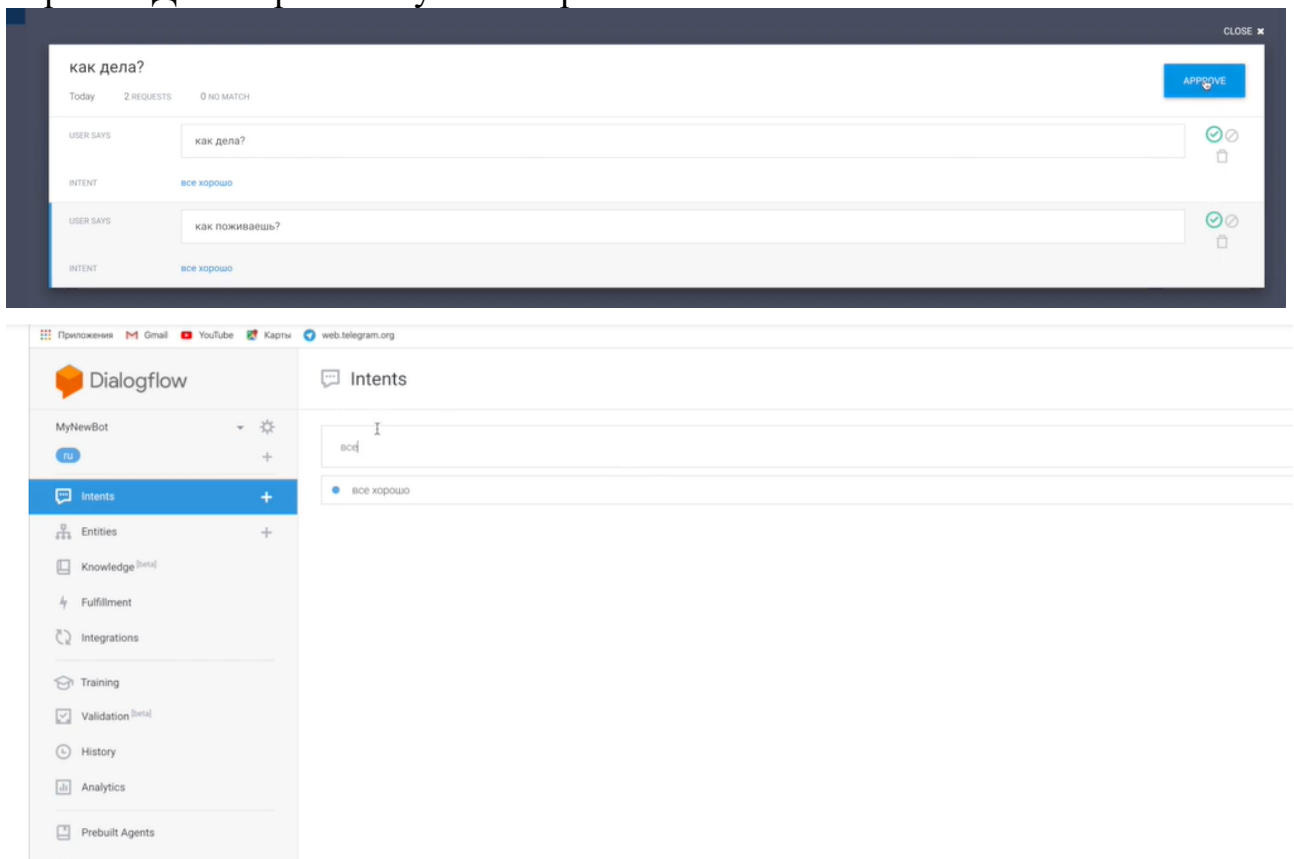 CLOSE ✖
как дела?
APPROVE
Today 2 REQUESTS 0 NO MATCH
USER SAYS как дела?
INTENT все хорошо
USER SAYS как поживаешь?
INTENT все хорошо
Приложения Gmail YouTube Карты web.telegram.org
Dialogflow Intents
MyNewBot
ru +
все
Intents +
все хорошо
Entities +
Knowledge [beta]
Fulfillment
Integrations
Training
Validation [beta]
History
Analytics
Prebuilt Agents